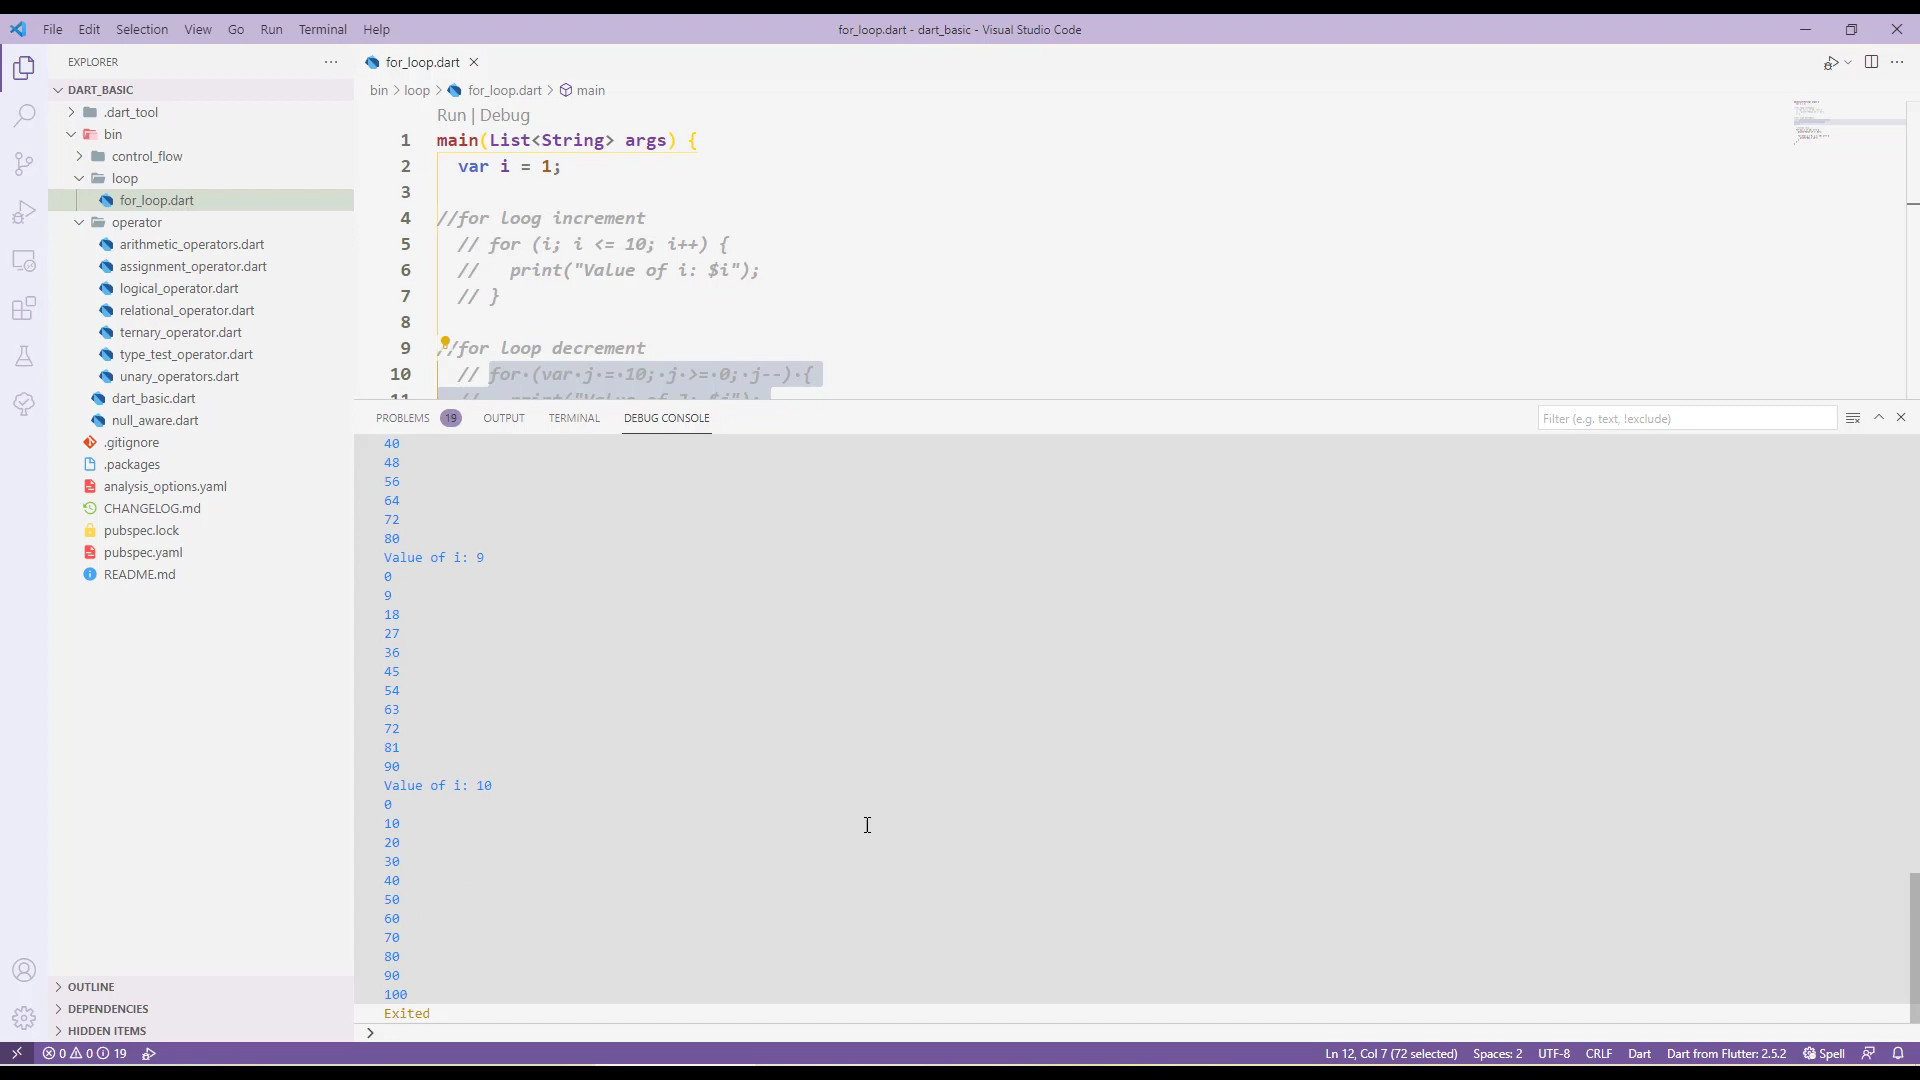 File Edit Selection View Go Run Terminal Help
for_loop.dart - dart_basic - Visual Studio Code
EXPLORER
DART_BASIC
.dart_tool
bin
control_flow
loop
for_loop.dart
operator
arithmetic_operators.dart
assignment_operator.dart
logical_operator.dart
relational_operator.dart
ternary_operator.dart
type_test_operator.dart
unary_operators.dart
dart_basic.dart
null_aware.dart
.gitignore
.packages
analysis_options.yaml
CHANGELOG.md
pubspec.lock
pubspec.yaml
README.md
OUTLINE
DEPENDENCIES
HIDDEN ITEMS
for_loop.dart
bin > loop > for_loop.dart > main
Run | Debug
1 main(List<String> args) {
2 var i = 1;
3
4 //for loog increment
5 // for (i; i <= 10; i++) {
6 // print("Value of i: $i");
7 // }
8
9 //for loop decrement
10 // for·(var·j·=·10;·j·>=·0;·j--)·{
PROBLEMS 19 OUTPUT TERMINAL DEBUG CONSOLE
Filter (e.g. text, !exclude)
40
48
56
64
72
80
Value of i: 9
0
9
18
27
36
45
54
63
72
81
90
Value of i: 10
0
10
20
30
40
50
60
70
80
90
100
Exited
>
0 0 19
Ln 12, Col 7 (72 selected) Spaces: 2 UTF-8 CRLF Dart Dart from Flutter: 2.5.2 Spell